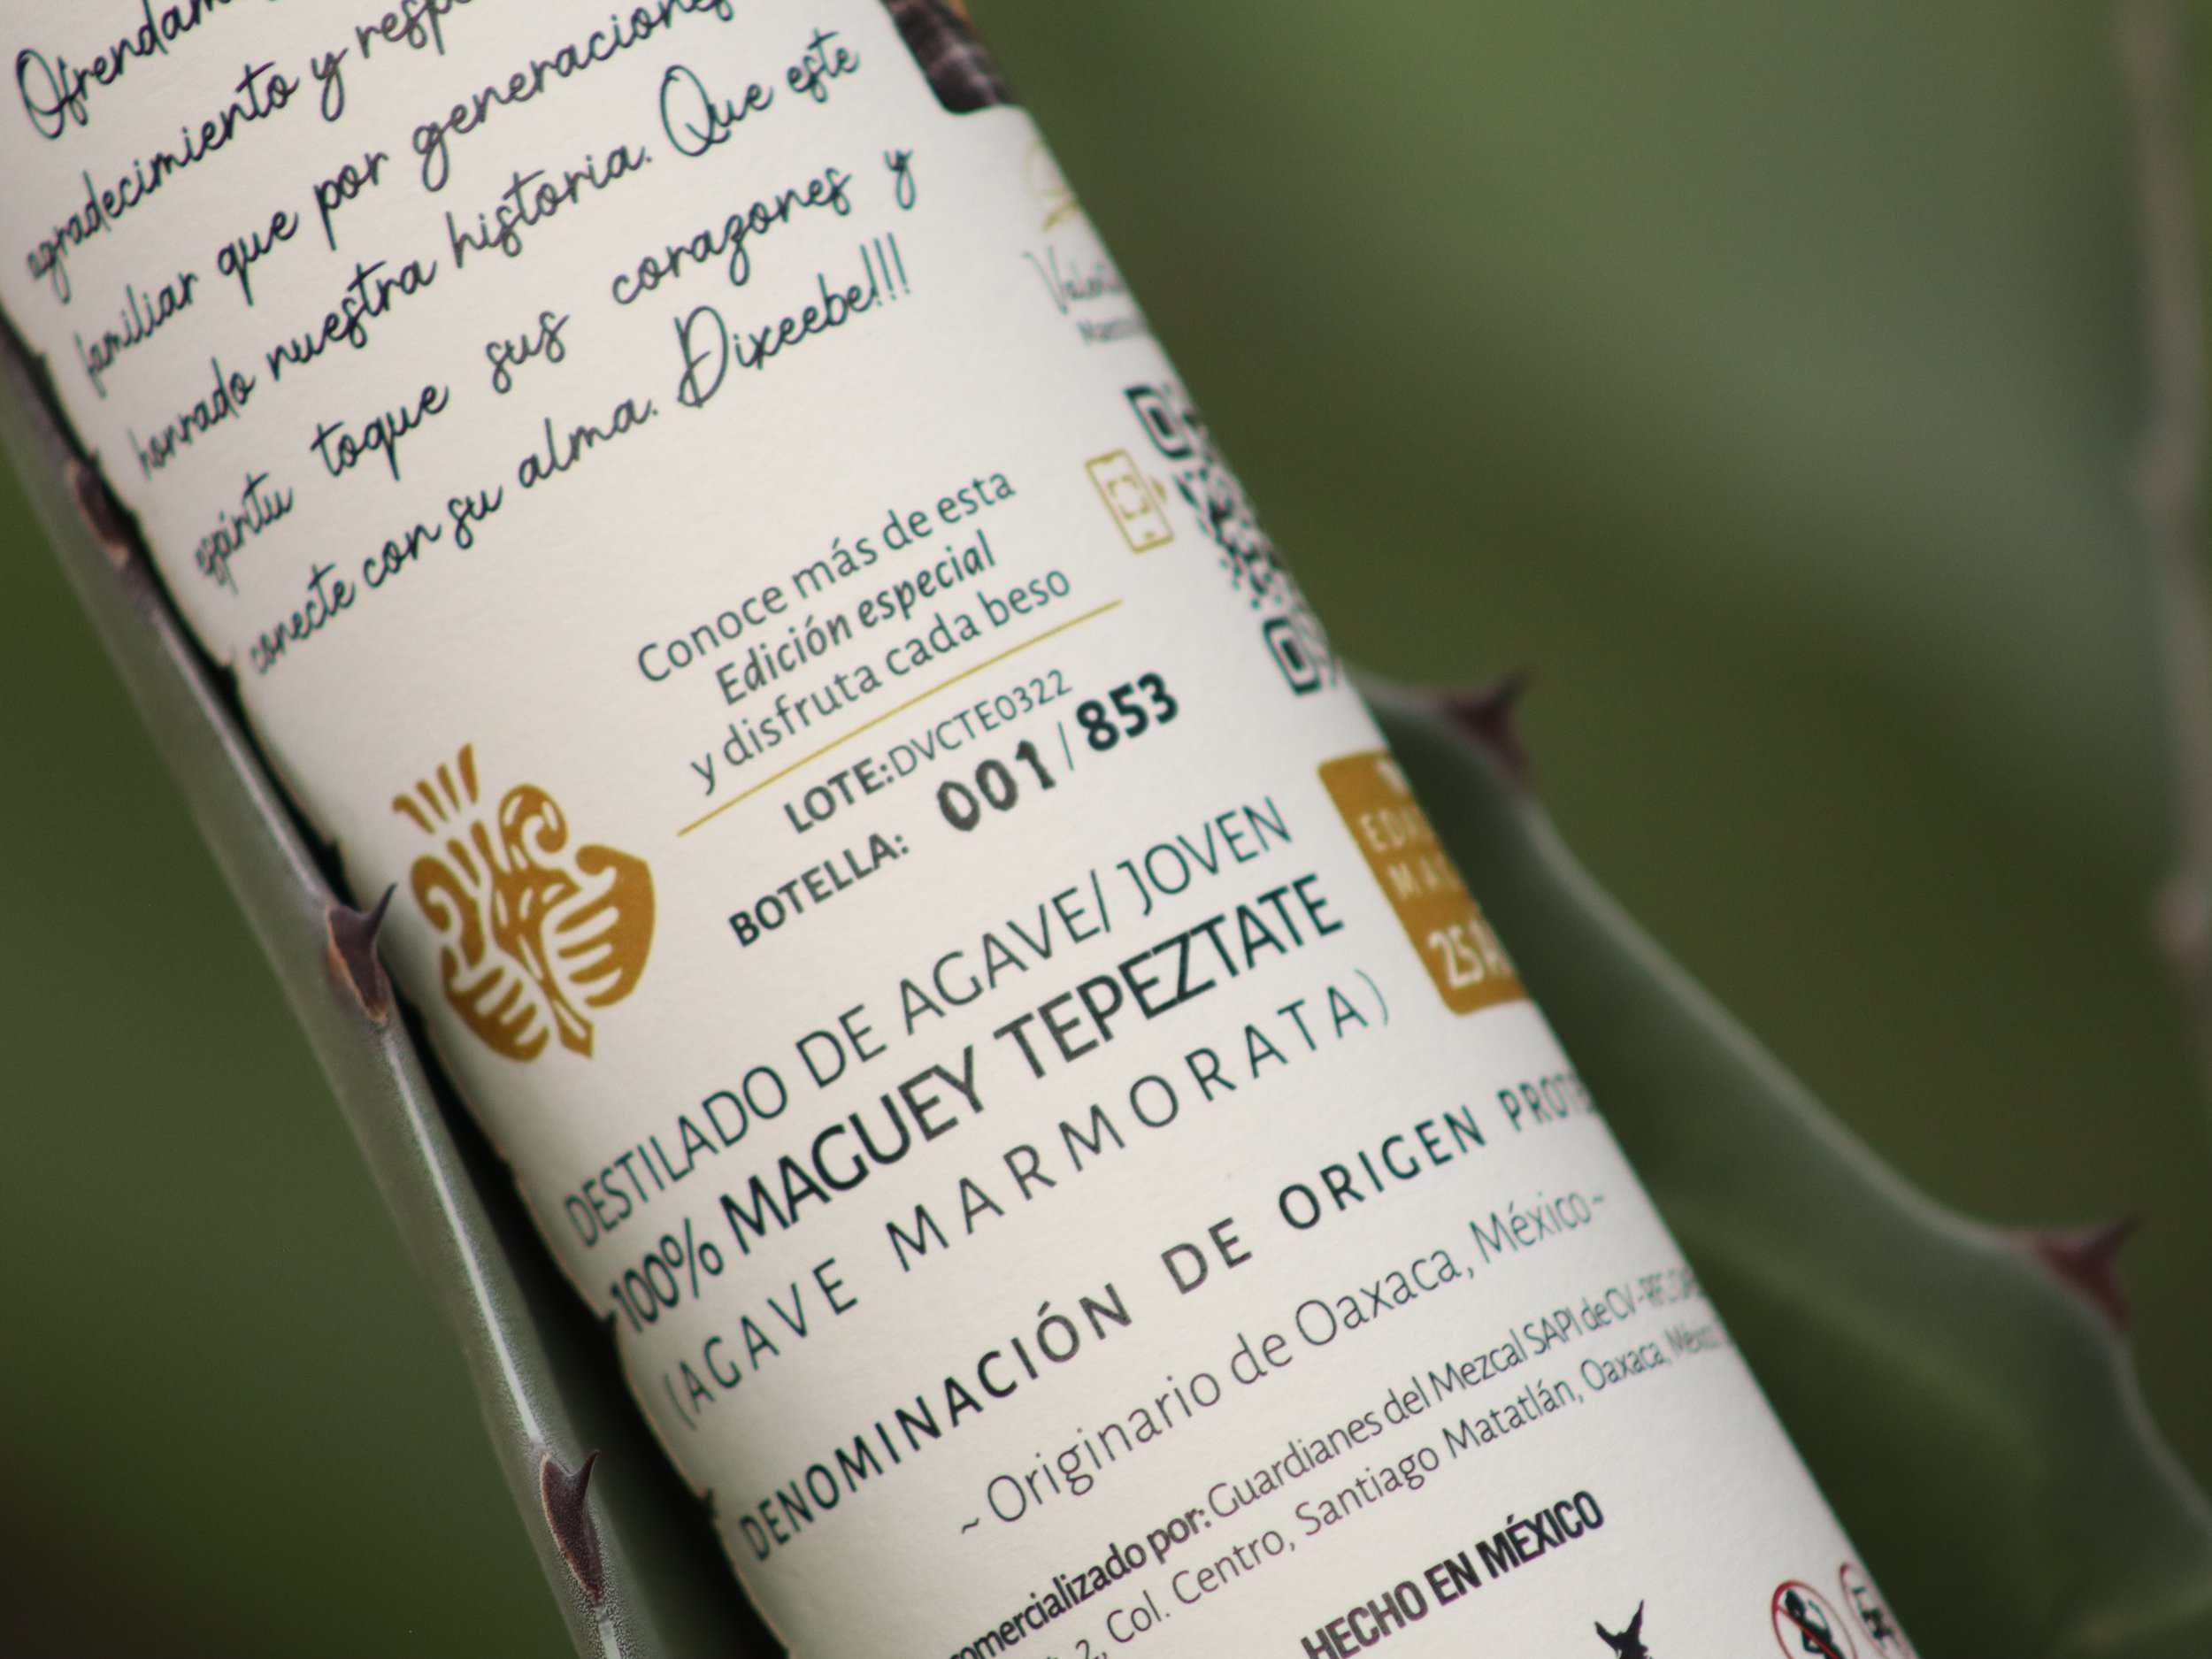 agradecimiento y
familiar que por generaciones
honrado nuestra historia. Que este
espíritu toque sus corazones y
conecte con su alma. Dixeebe!!!
Conoce más de esta
Edición especial
y disfruta cada beso
LOTE:DVCTE0322
BOTELLA: 001/853
DESTILADO DE AGAVE/ JOVEN
100% MAGUEY TEPEZTATE
(AGAVE MARMORATA)
DENOMINACIÓN DE ORIGEN
~Originario de Oaxaca, México~
comercializado por: Guardianes del Mezcal SAPI de CV
2, Col. Centro, Santiago Matatlán, Oaxaca,
HECHO EN MÉXICO